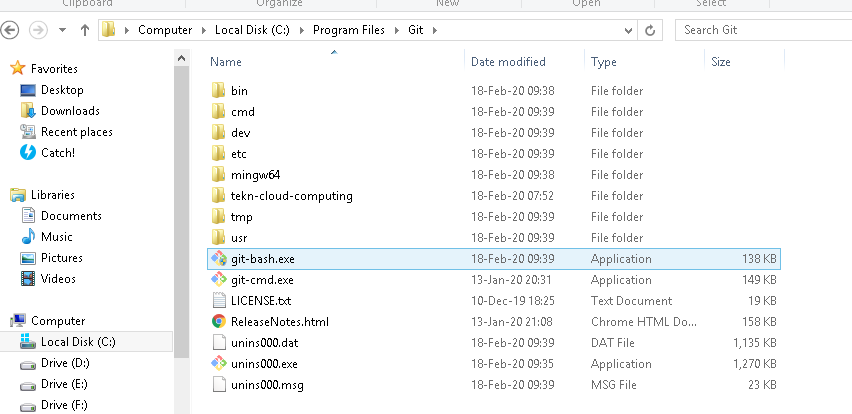 Clipboard Organize New Open Select
Computer Local Disk (C:) Program Files Git Search Git
Favorites
Desktop
Downloads
Recent places
Catch!
Libraries
Documents
Music
Pictures
Videos
Computer
Local Disk (C:)
Drive (D:)
Drive (E:)
Drive (F:)
Name Date modified Type Size
bin 18-Feb-20 09:38 File folder
cmd 18-Feb-20 09:39 File folder
dev 18-Feb-20 09:39 File folder
etc 18-Feb-20 09:39 File folder
mingw64 18-Feb-20 09:38 File folder
tekn-cloud-computing 18-Feb-20 07:52 File folder
tmp 18-Feb-20 09:39 File folder
usr 18-Feb-20 09:39 File folder
git-bash.exe 18-Feb-20 09:39 Application 138 KB
git-cmd.exe 13-Jan-20 20:31 Application 149 KB
LICENSE.txt 10-Dec-19 18:25 Text Document 19 KB
ReleaseNotes.html 13-Jan-20 21:08 Chrome HTML Do... 158 KB
unins000.dat 18-Feb-20 09:39 DAT File 1,135 KB
unins000.exe 18-Feb-20 09:35 Application 1,270 KB
unins000.msg 18-Feb-20 09:39 MSG File 23 KB